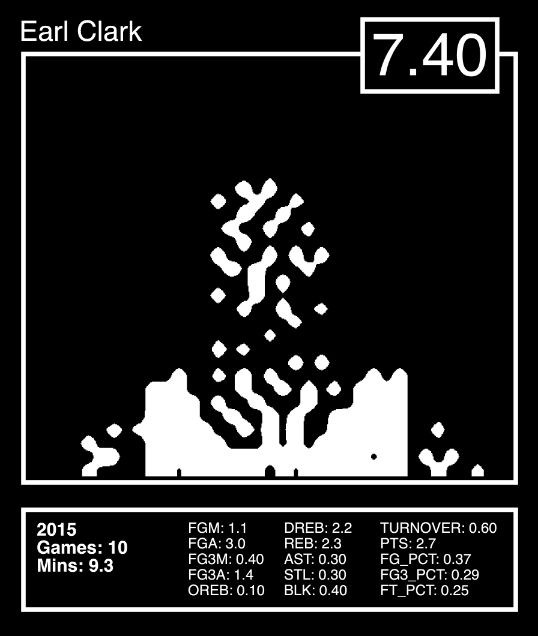 Earl Clark
7.40
2015
Games: 10
Mins: 9.3
FGM: 1.1
FGA: 3.0
FG3M: 0.40
FG3A: 1.4
OREB: 0.10
DREB: 2.2
REB: 2.3
AST: 0.30
STL: 0.30
BLK: 0.40
TURNOVER: 0.60
PTS: 2.7
FG_PCT: 0.37
FG3_PCT: 0.29
FT_PCT: 0.25